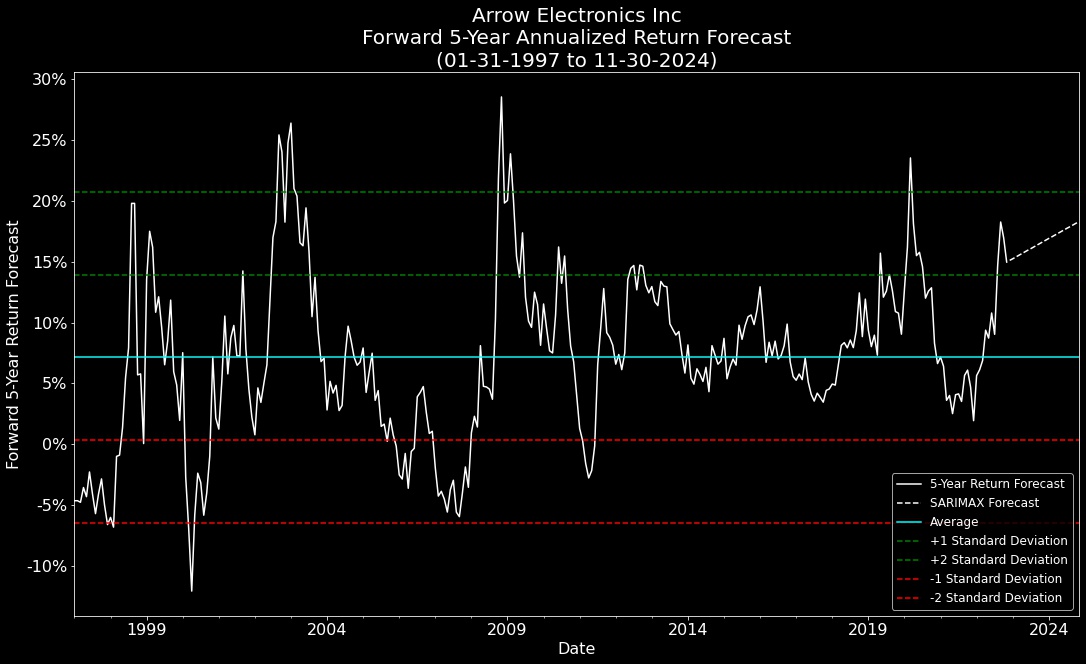 Arrow Electronics Inc
Forward 5-Year Annualized Return Forecast
(01-31-1997 to 11-30-2024)
Forward 5-Year Return Forecast
30%
25%
20%
15%
10%
5%
0%
-5%
-10%
5-Year Return Forecast
SARIMAX Forecast
Average
+1 Standard Deviation
+2 Standard Deviation
-1 Standard Deviation
-2 Standard Deviation
1999 2004 2009 2014 2019 2024
Date